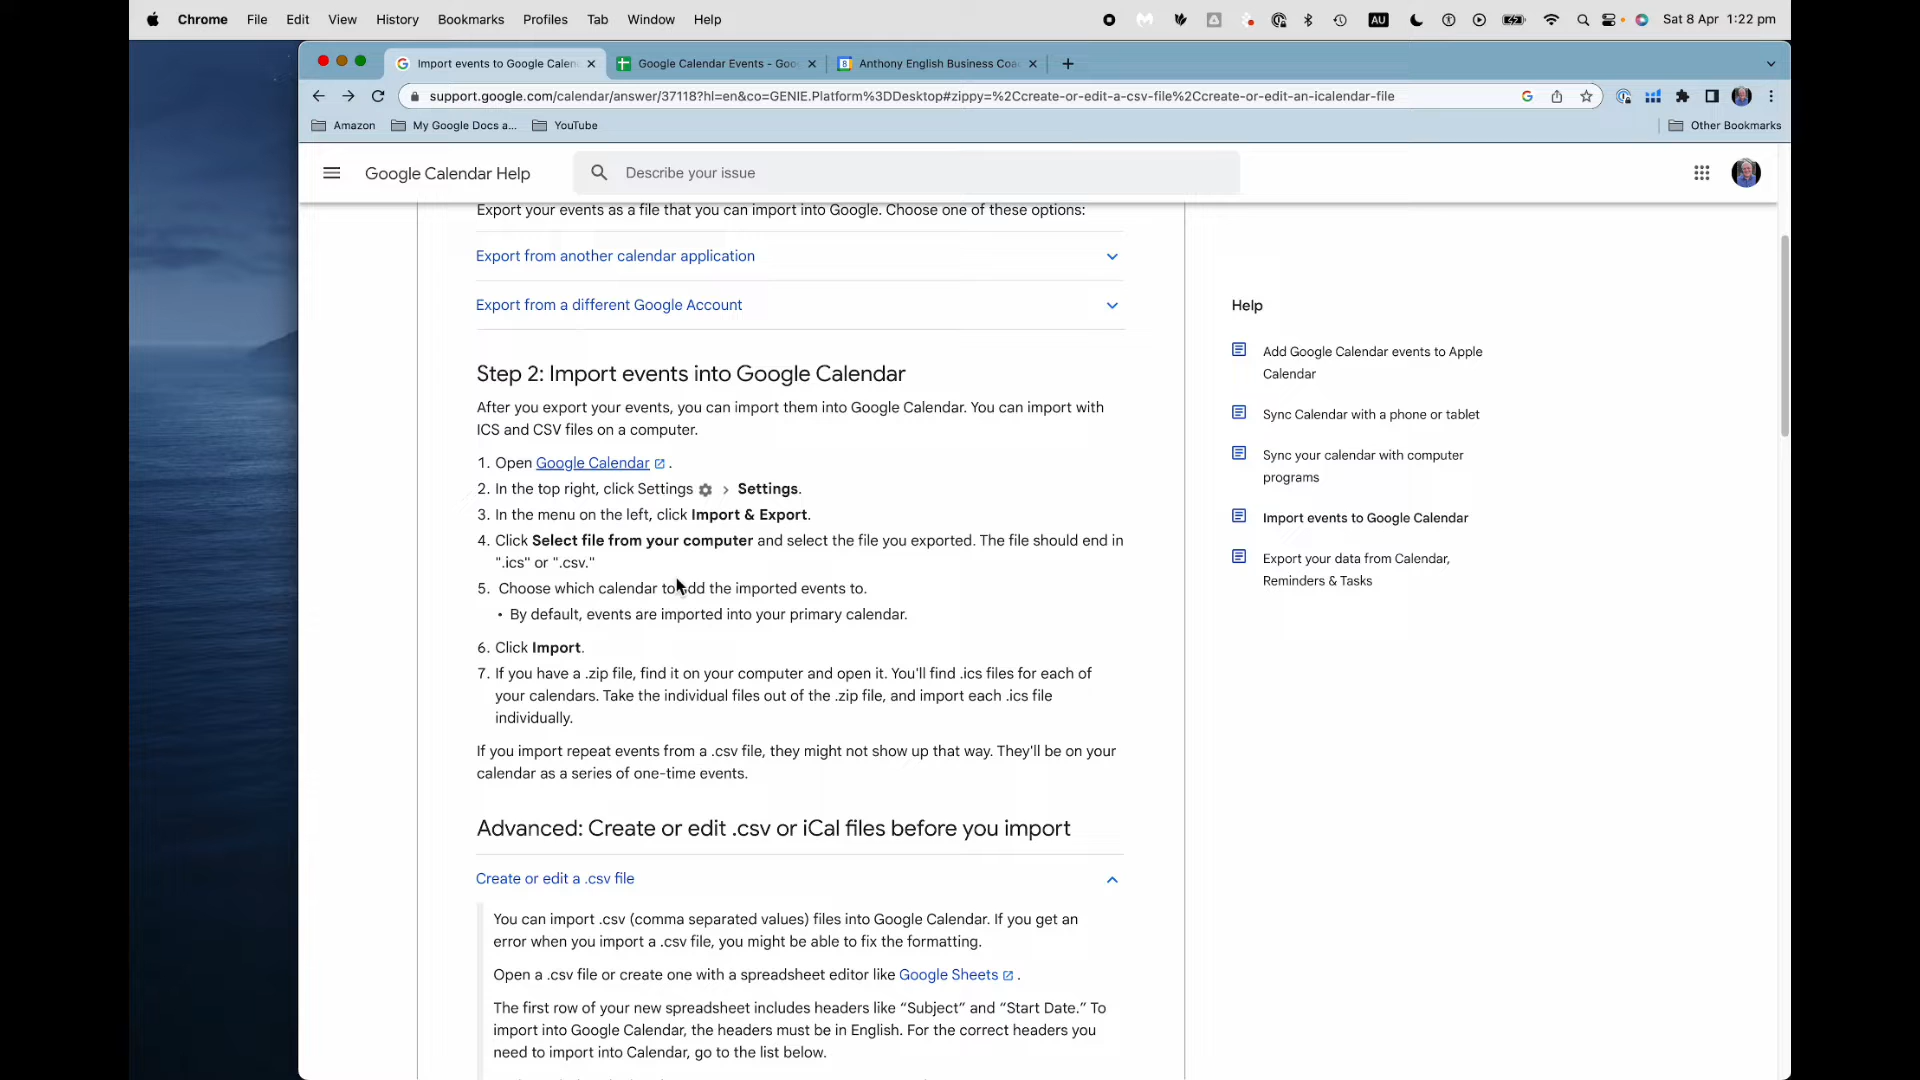 Chrome File Edit View History Bookmarks Profiles Tab Window Help AU Sat 8 Apr 1:22 pm
Import events to Google Calen Google Calendar Events - Goo Anthony English Business Coa
support.google.com/calendar/answer/37118?hl=en&co=GENIE.Platform%3DDesktop#zippy=%2Ccreate-or-edit-a-csv-file%2Ccreate-or-edit-an-icalendar-file
Amazon My Google Docs a... YouTube Other Bookmarks
Google Calendar Help Describe your issue
Export your events as a file that you can import into Google. Choose one of these options:
Export from another calendar application
Export from a different Google Account
Step 2: Import events into Google Calendar
After you export your events, you can import them into Google Calendar. You can import with
ICS and CSV files on a computer.
1. Open Google Calendar .
2. In the top right, click Settings > Settings.
3. In the menu on the left, click Import & Export.
4. Click Select file from your computer and select the file you exported. The file should end in
".ics" or ".csv."
5. Choose which calendar to add the imported events to.
• By default, events are imported into your primary calendar.
6. Click Import.
7. If you have a .zip file, find it on your computer and open it. You'll find .ics files for each of
your calendars. Take the individual files out of the .zip file, and import each .ics file
individually.
If you import repeat events from a .csv file, they might not show up that way. They'll be on your
calendar as a series of one-time events.
Advanced: Create or edit .csv or iCal files before you import
Create or edit a .csv file
You can import .csv (comma separated values) files into Google Calendar. If you get an
error when you import a .csv file, you might be able to fix the formatting.
Open a .csv file or create one with a spreadsheet editor like Google Sheets .
The first row of your new spreadsheet includes headers like “Subject” and “Start Date.” To
import into Google Calendar, the headers must be in English. For the correct headers you
need to import into Calendar, go to the list below.
Help
Add Google Calendar events to Apple
Calendar
Sync Calendar with a phone or tablet
Sync your calendar with computer
programs
Import events to Google Calendar
Export your data from Calendar,
Reminders & Tasks